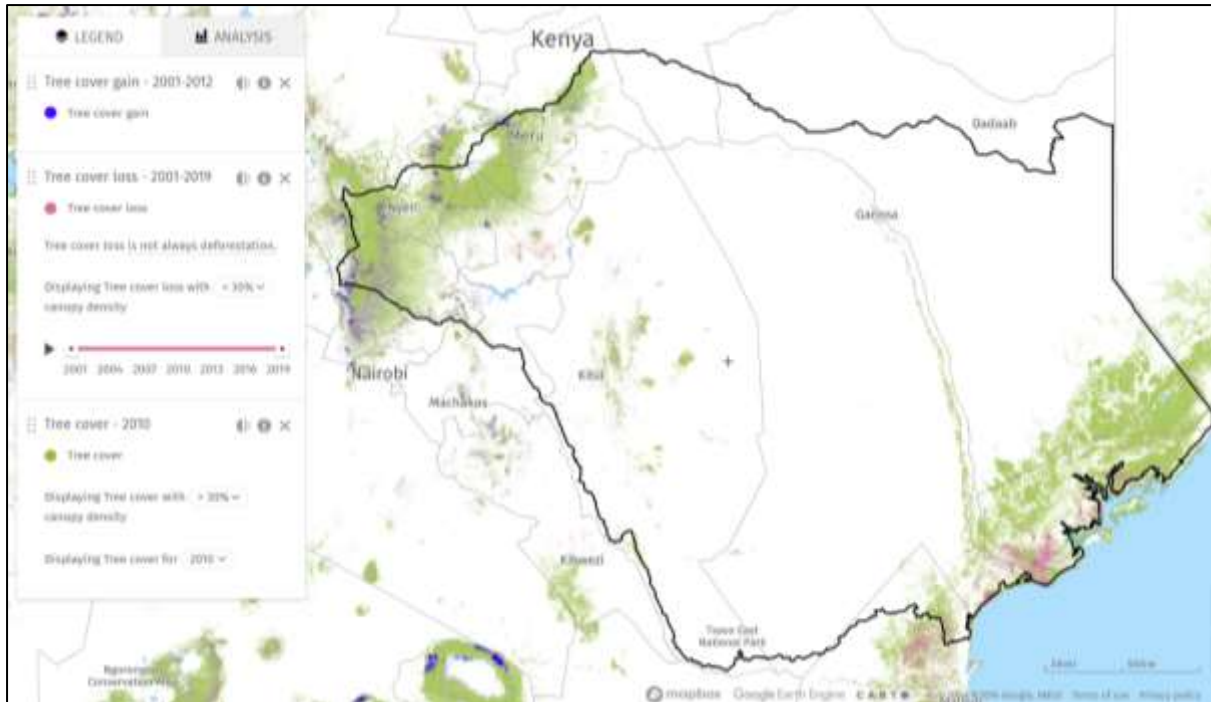 LEGEND
ANALYSIS
Tree cover gain - 2001-2012
Tree cover gain
Tree cover loss - 2001-2019
Tree cover loss
Tree cover loss is not always deforestation.
Displaying Tree cover loss with > 30%
canopy density
2001 2004 2007 2010 2013 2016 2019
Tree cover - 2010
Tree cover
Displaying Tree cover with > 30%
canopy density
Displaying Tree cover for 2010
Kenya
Dadaab
Meru
Nyeri
Garissa
Nairobi
Kitui
Machakos
Kibwezi
Tsavo East
National Park
Ngorongoro
Conservation Area
mapbox Google Earth Engine CARTO
Terms of use Privacy policy